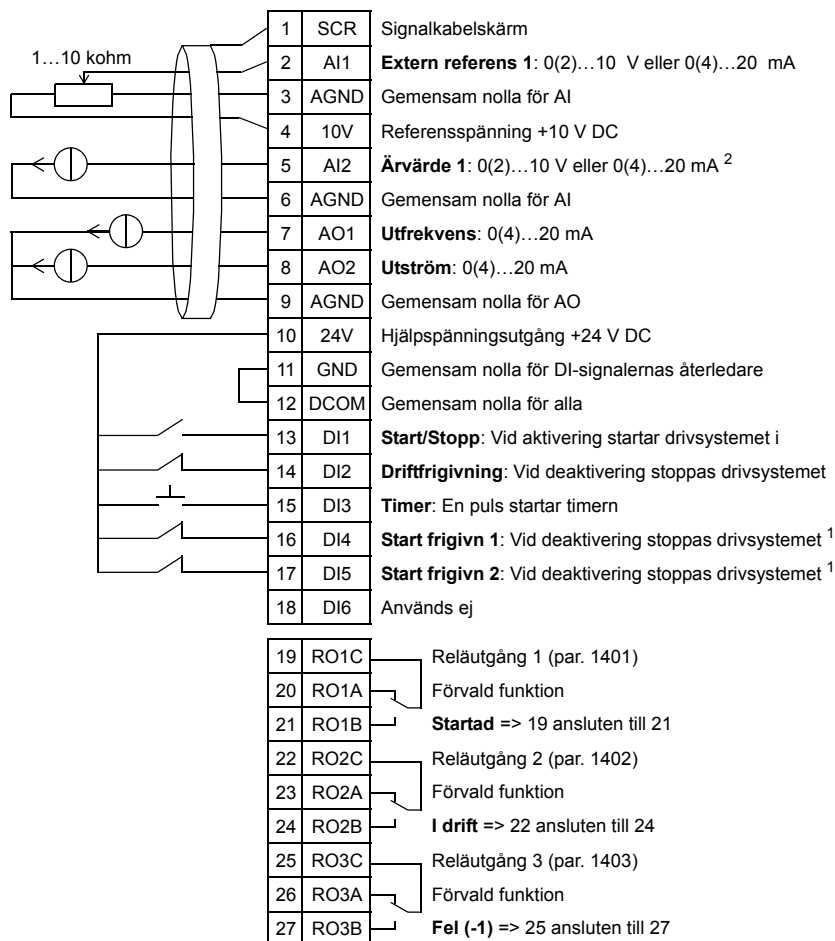 1 SCR Signalkabelskärm
1…10 kohm
2 AI1 Extern referens 1: 0(2)…10 V eller 0(4)…20 mA
3 AGND Gemensam nolla för AI
4 10V Referensspänning +10 V DC
5 AI2 Ärvärde 1: 0(2)…10 V eller 0(4)…20 mA 2
6 AGND Gemensam nolla för AI
7 AO1 Utfrekvens: 0(4)…20 mA
8 AO2 Utström: 0(4)…20 mA
9 AGND Gemensam nolla för AO
10 24V Hjälpspänningsutgång +24 V DC
11 GND Gemensam nolla för DI-signalernas återledare
12 DCOM Gemensam nolla för alla
13 DI1 Start/Stopp: Vid aktivering startar drivsystemet i
14 DI2 Driftfrigivning: Vid deaktivering stoppas drivsystemet
15 DI3 Timer: En puls startar timern
16 DI4 Start frigivn 1: Vid deaktivering stoppas drivsystemet 1
17 DI5 Start frigivn 2: Vid deaktivering stoppas drivsystemet 1
18 DI6 Används ej
19 RO1C Reläutgång 1 (par. 1401)
20 RO1A Förvald funktion
21 RO1B Startad => 19 ansluten till 21
22 RO2C Reläutgång 2 (par. 1402)
23 RO2A Förvald funktion
24 RO2B I drift => 22 ansluten till 24
25 RO3C Reläutgång 3 (par. 1403)
26 RO3A Förvald funktion
27 RO3B Fel (-1) => 25 ansluten till 27